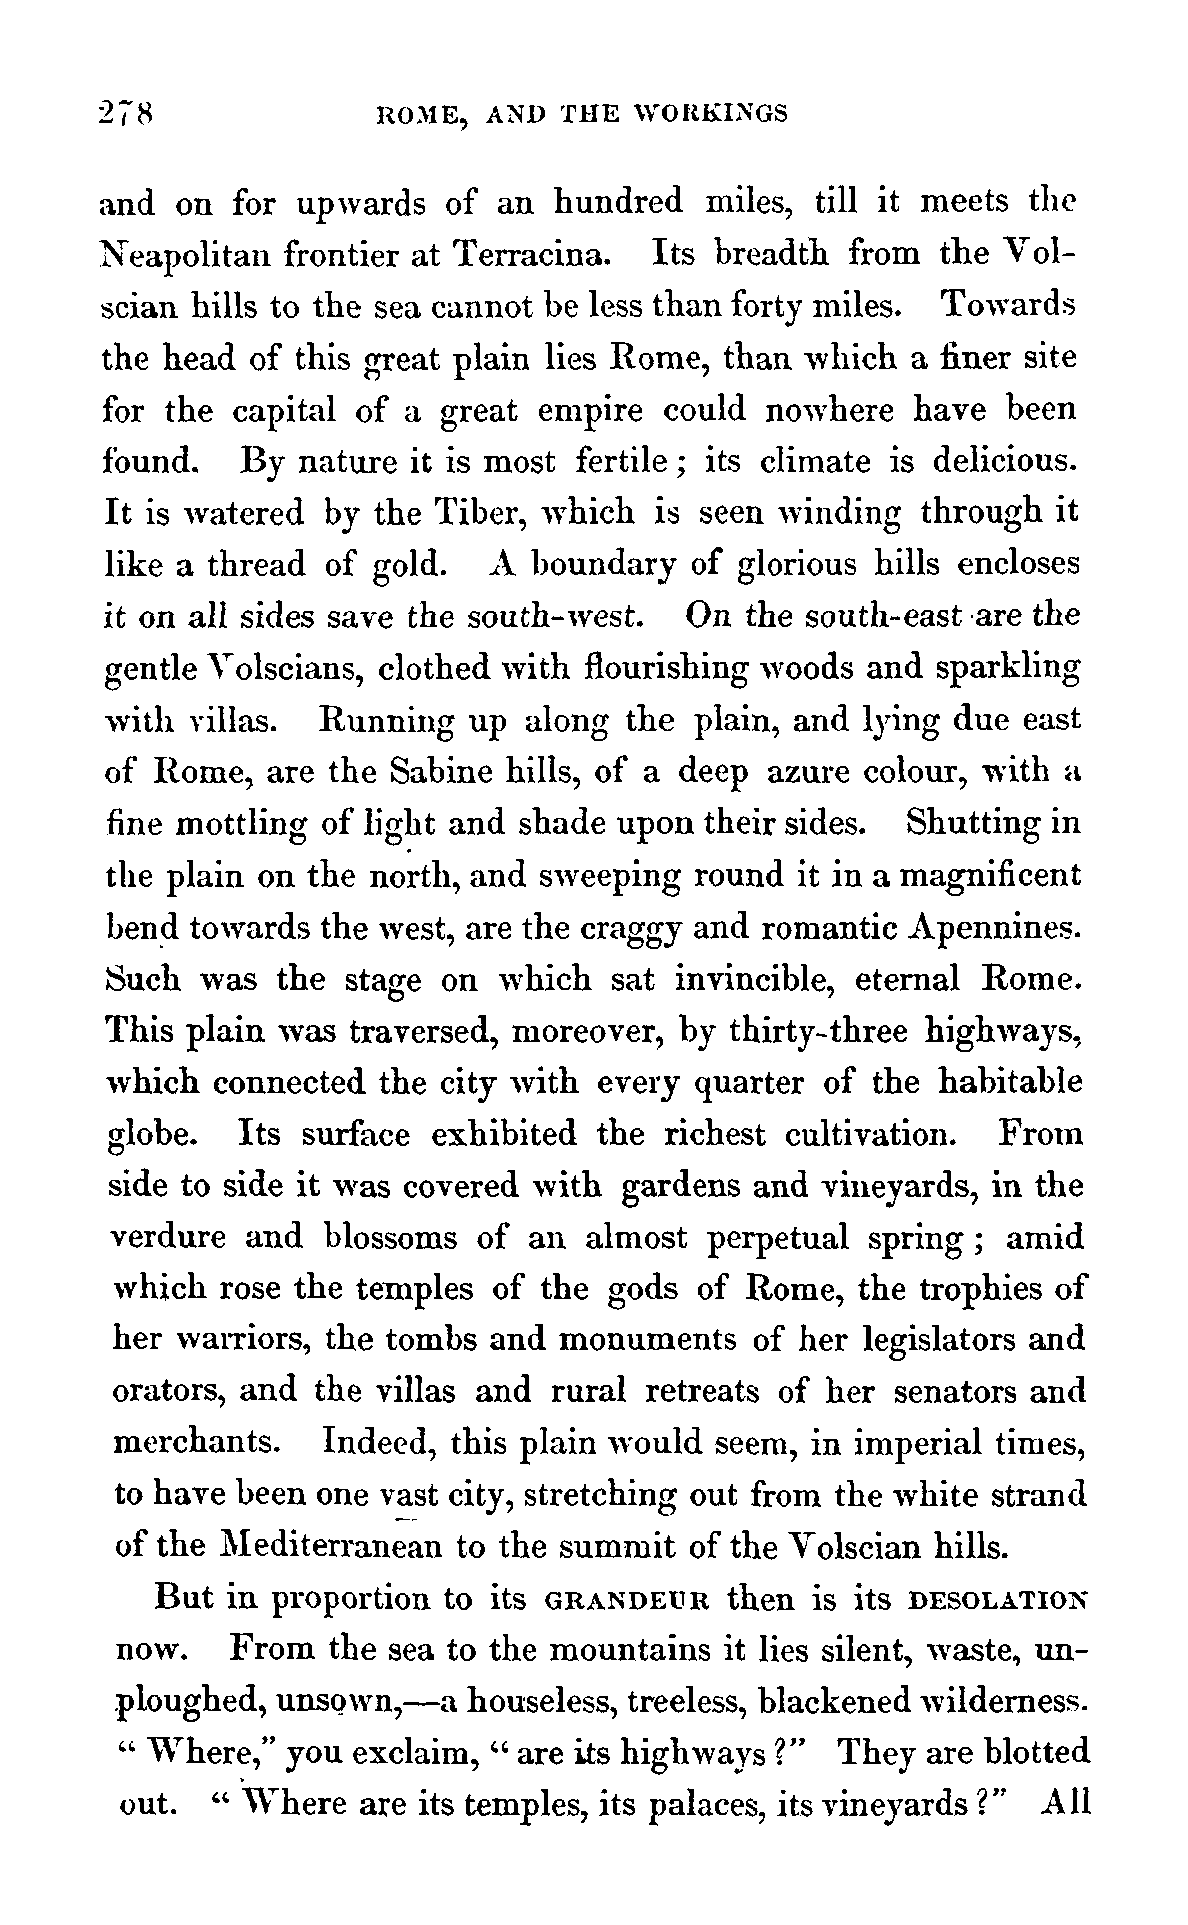 278 ROME, AND THE WORKINGS
and on for upwards of an hundred miles, till it meets the
Neapolitan frontier at Terracina. Its breadth from the Vol-
scian hills to the sea cannot be less than forty miles. Towards
the head of this great plain lies Rome, than which a finer site
for the capital of a great empire could nowhere have been
found. By nature it is most fertile; its climate is delicious.
It is watered by the Tiber, which is seen winding through it
like a thread of gold. A boundary of glorious hills encloses
it on all sides save the south-west. On the south-east are the
gentle Volscians, clothed with flourishing woods and sparkling
with villas. Running up along the plain, and lying due east
of Rome, are the Sabine hills, of a deep azure colour, with a
fine mottling of light and shade upon their sides. Shutting in
the plain on the north, and sweeping round it in a magnificent
bend towards the west, are the craggy and romantic Apennines.
Such was the stage on which sat invincible, eternal Rome.
This plain was traversed, moreover, by thirty-three highways,
which connected the city with every quarter of the habitable
globe. Its surface exhibited the richest cultivation. From
side to side it was covered with gardens and vineyards, in the
verdure and blossoms of an almost perpetual spring; amid
which rose the temples of the gods of Rome, the trophies of
her warriors, the tombs and monuments of her legislators and
orators, and the villas and rural retreats of her senators and
merchants. Indeed, this plain would seem, in imperial times,
to have been one vast city, stretching out from the white strand
of the Mediterranean to the summit of the Volscian hills.
But in proportion to its GRANDEUR then is its DESOLATION
now. From the sea to the mountains it lies silent, waste, un-
ploughed, unsown,—a houseless, treeless, blackened wilderness.
"Where," you exclaim, "are its highways?" They are blotted
out. "Where are its temples, its palaces, its vineyards?" All